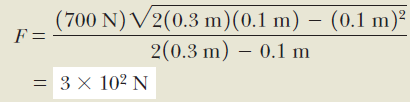 F = (700 N)√2(0.3 m)(0.1 m) − (0.1 m)²
2(0.3 m) − 0.1 m
= 3 × 10² N